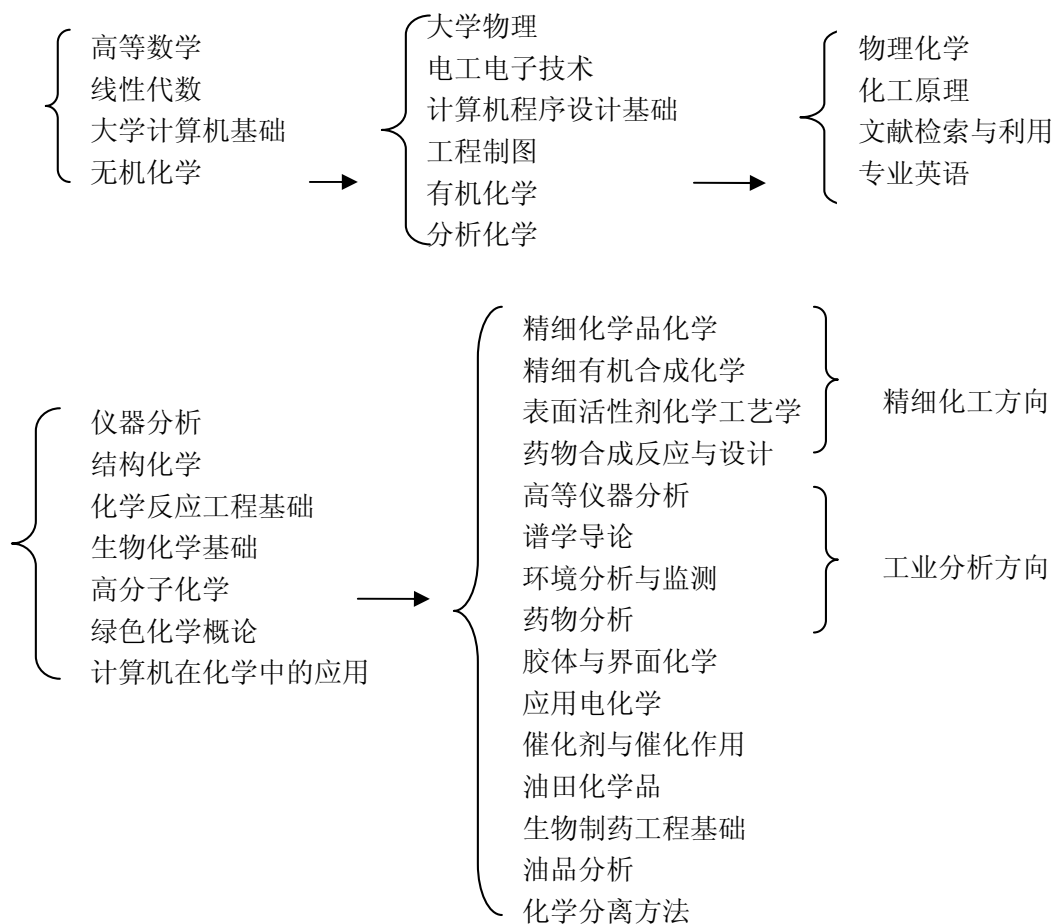 高等数学
线性代数
大学计算机基础
无机化学
大学物理
电工电子技术
计算机程序设计基础
工程制图
有机化学
分析化学
物理化学
化工原理
文献检索与利用
专业英语
仪器分析
结构化学
化学反应工程基础
生物化学基础
高分子化学
绿色化学概论
计算机在化学中的应用
精细化学品化学
精细有机合成化学
表面活性剂化学工艺学
药物合成反应与设计
高等仪器分析
谱学导论
环境分析与监测
药物分析
胶体与界面化学
应用电化学
催化剂与催化作用
油田化学品
生物制药工程基础
油品分析
化学分离方法
精细化工方向
工业分析方向